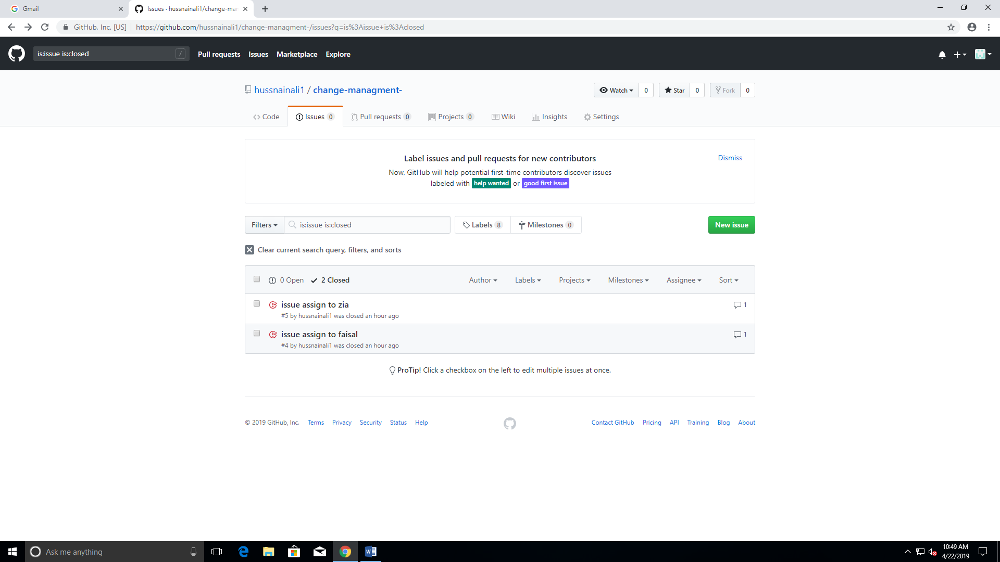 Gmail
Issues · hussnainali1/change-mar
GitHub, Inc. [US] https://github.com/hussnainali1/change-managment-/issues?q=is%3Aissue+is%3Aclosed
is:issue is:closed / Pull requests Issues Marketplace Explore
hussnainali1 / change-managment- Watch 0 Star 0 Fork 0
Code Issues 0 Pull requests 0 Projects 0 Wiki Insights Settings
Label issues and pull requests for new contributors Dismiss
Now, GitHub will help potential first-time contributors discover issues
labeled with help wanted or good first issue
Filters is:issue is:closed Labels 8 Milestones 0 New issue
Clear current search query, filters, and sorts
0 Open 2 Closed Author Labels Projects Milestones Assignee Sort
issue assign to zia 1
#5 by hussnainali1 was closed an hour ago
issue assign to faisal 1
#4 by hussnainali1 was closed an hour ago
ProTip! Click a checkbox on the left to edit multiple issues at once.
© 2019 GitHub, Inc. Terms Privacy Security Status Help Contact GitHub Pricing API Training Blog About
Ask me anything
10:49 AM
4/22/2019